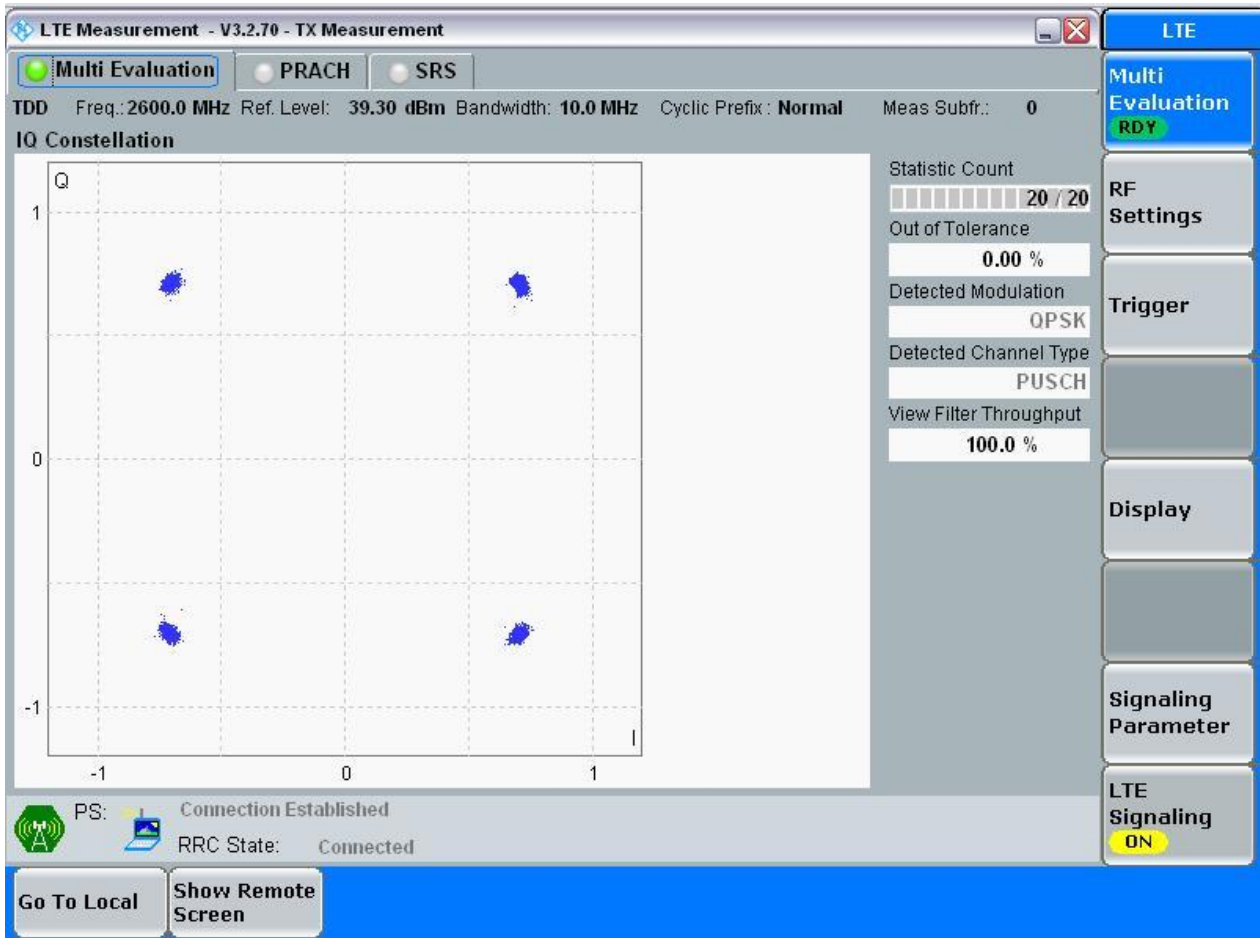 LTE Measurement - V3.2.70 - TX Measurement
LTE
Multi Evaluation
PRACH
SRS
Multi
Evaluation
RDY
TDD Freq.: 2600.0 MHz Ref. Level: 39.30 dBm Bandwidth: 10.0 MHz Cyclic Prefix : Normal Meas Subfr.: 0
IQ Constellation
Q
1
0
-1
I
-1 0 1
Statistic Count
20 / 20
Out of Tolerance
0.00 %
Detected Modulation
QPSK
Detected Channel Type
PUSCH
View Filter Throughput
100.0 %
RF
Settings
Trigger
Display
Signaling
Parameter
LTE
Signaling
ON
PS: Connection Established
RRC State: Connected
Go To Local
Show Remote
Screen